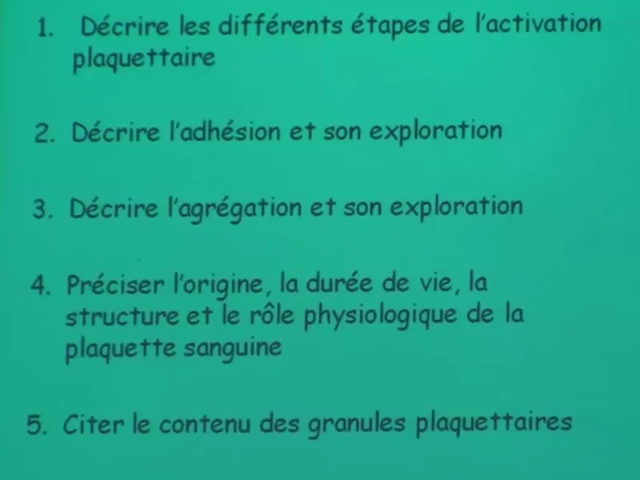 1. Décrire les différents étapes de l'activation
plaquettaire
2. Décrire l'adhésion et son exploration
3. Décrire l'agrégation et son exploration
4. Préciser l'origine, la durée de vie, la
structure et le rôle physiologique de la
plaquette sanguine
5. Citer le contenu des granules plaquettaires